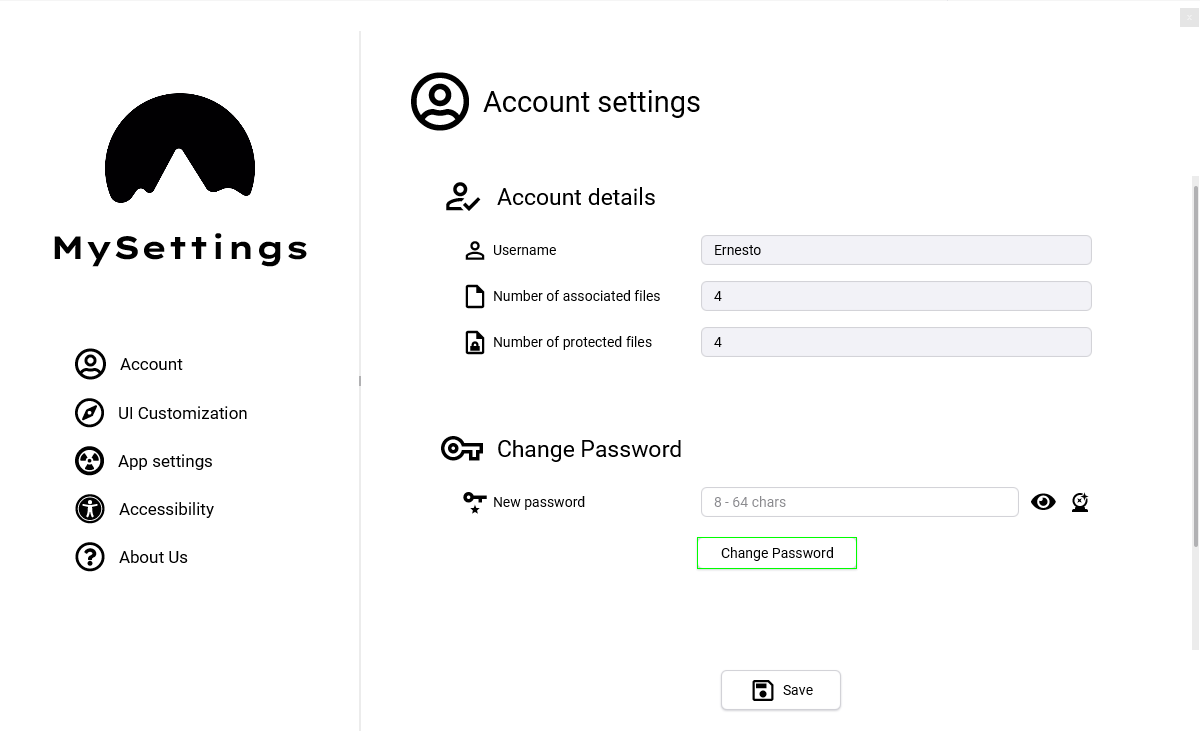 MySettings
Account
UI Customization
App settings
Accessibility
About Us
Account settings
Account details
Username
Ernesto
Number of associated files
4
Number of protected files
4
Change Password
New password
8 - 64 chars
Change Password
Save